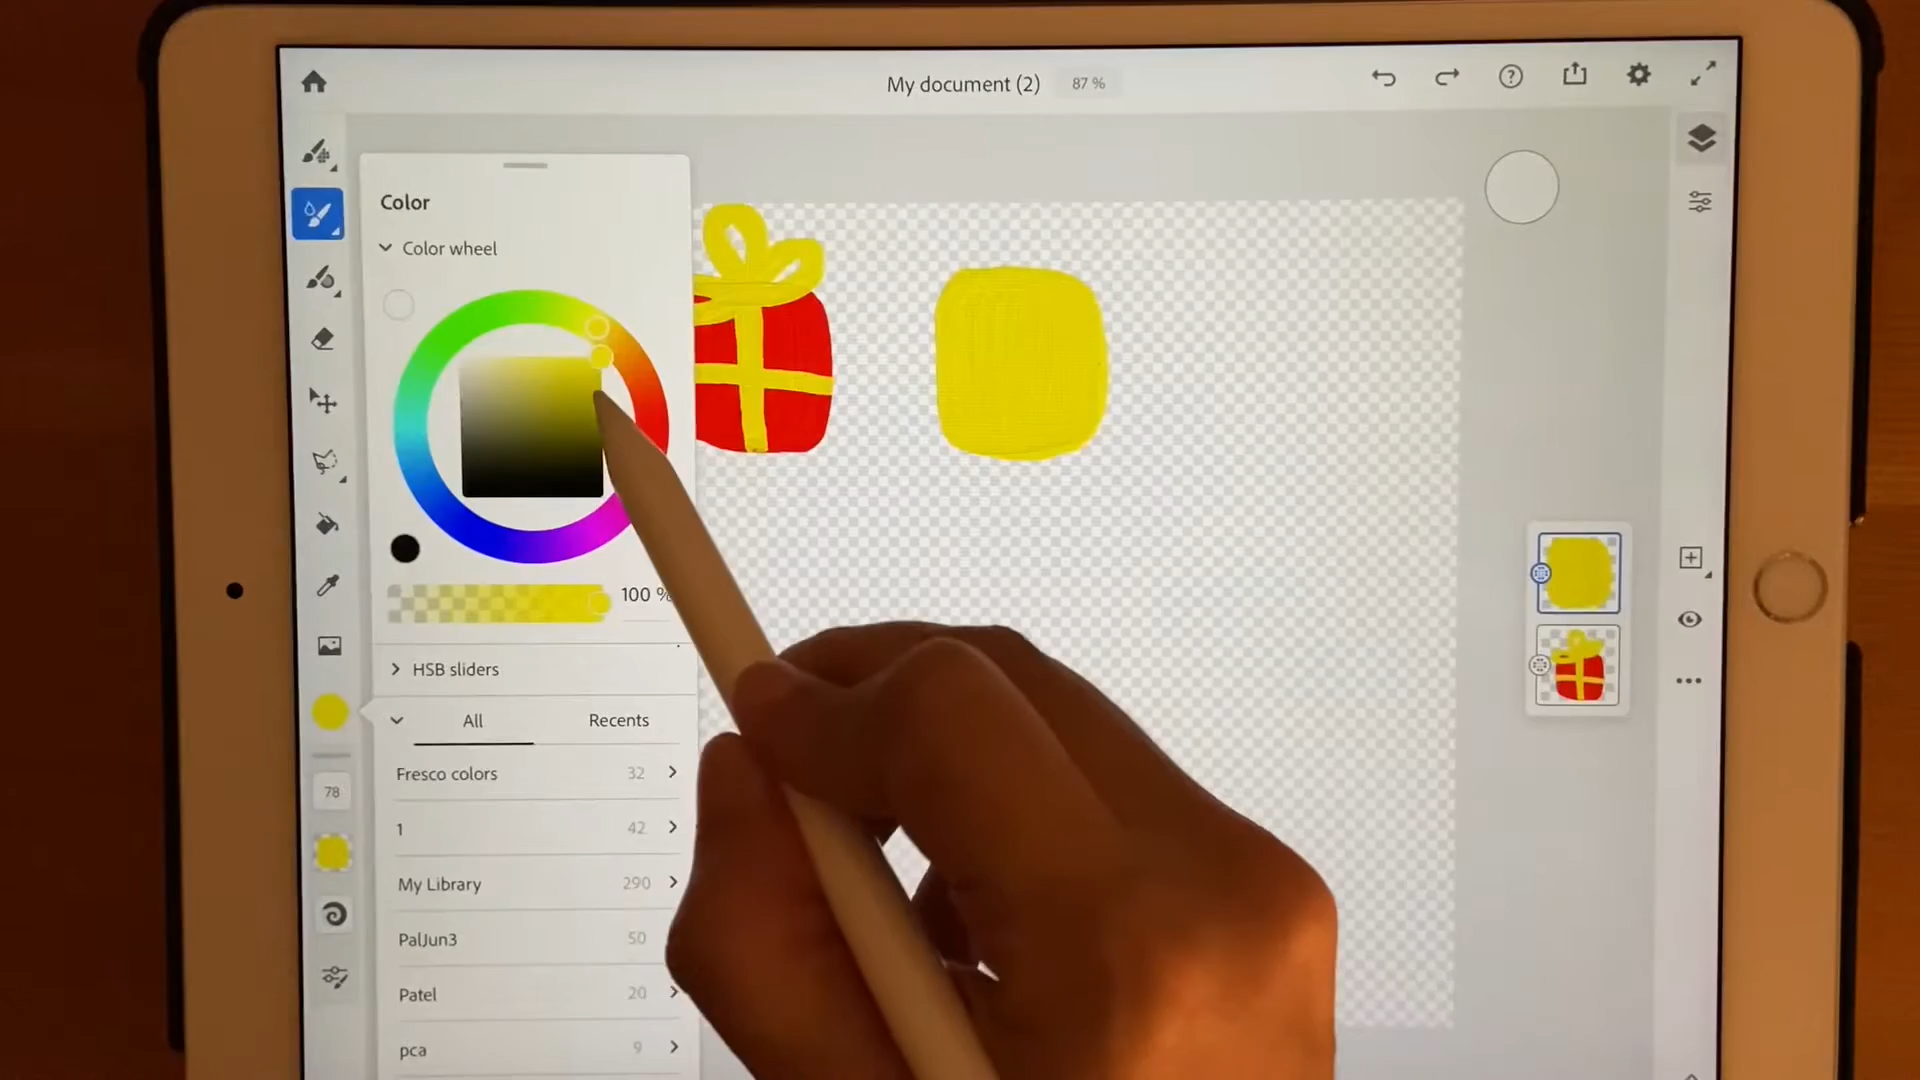 My document (2) 87 %
Color
Color wheel
100 %
HSB sliders
All Recents
Fresco colors 32
78
1 42
My Library 290
PalJun3 50
Patel 20
pca 9